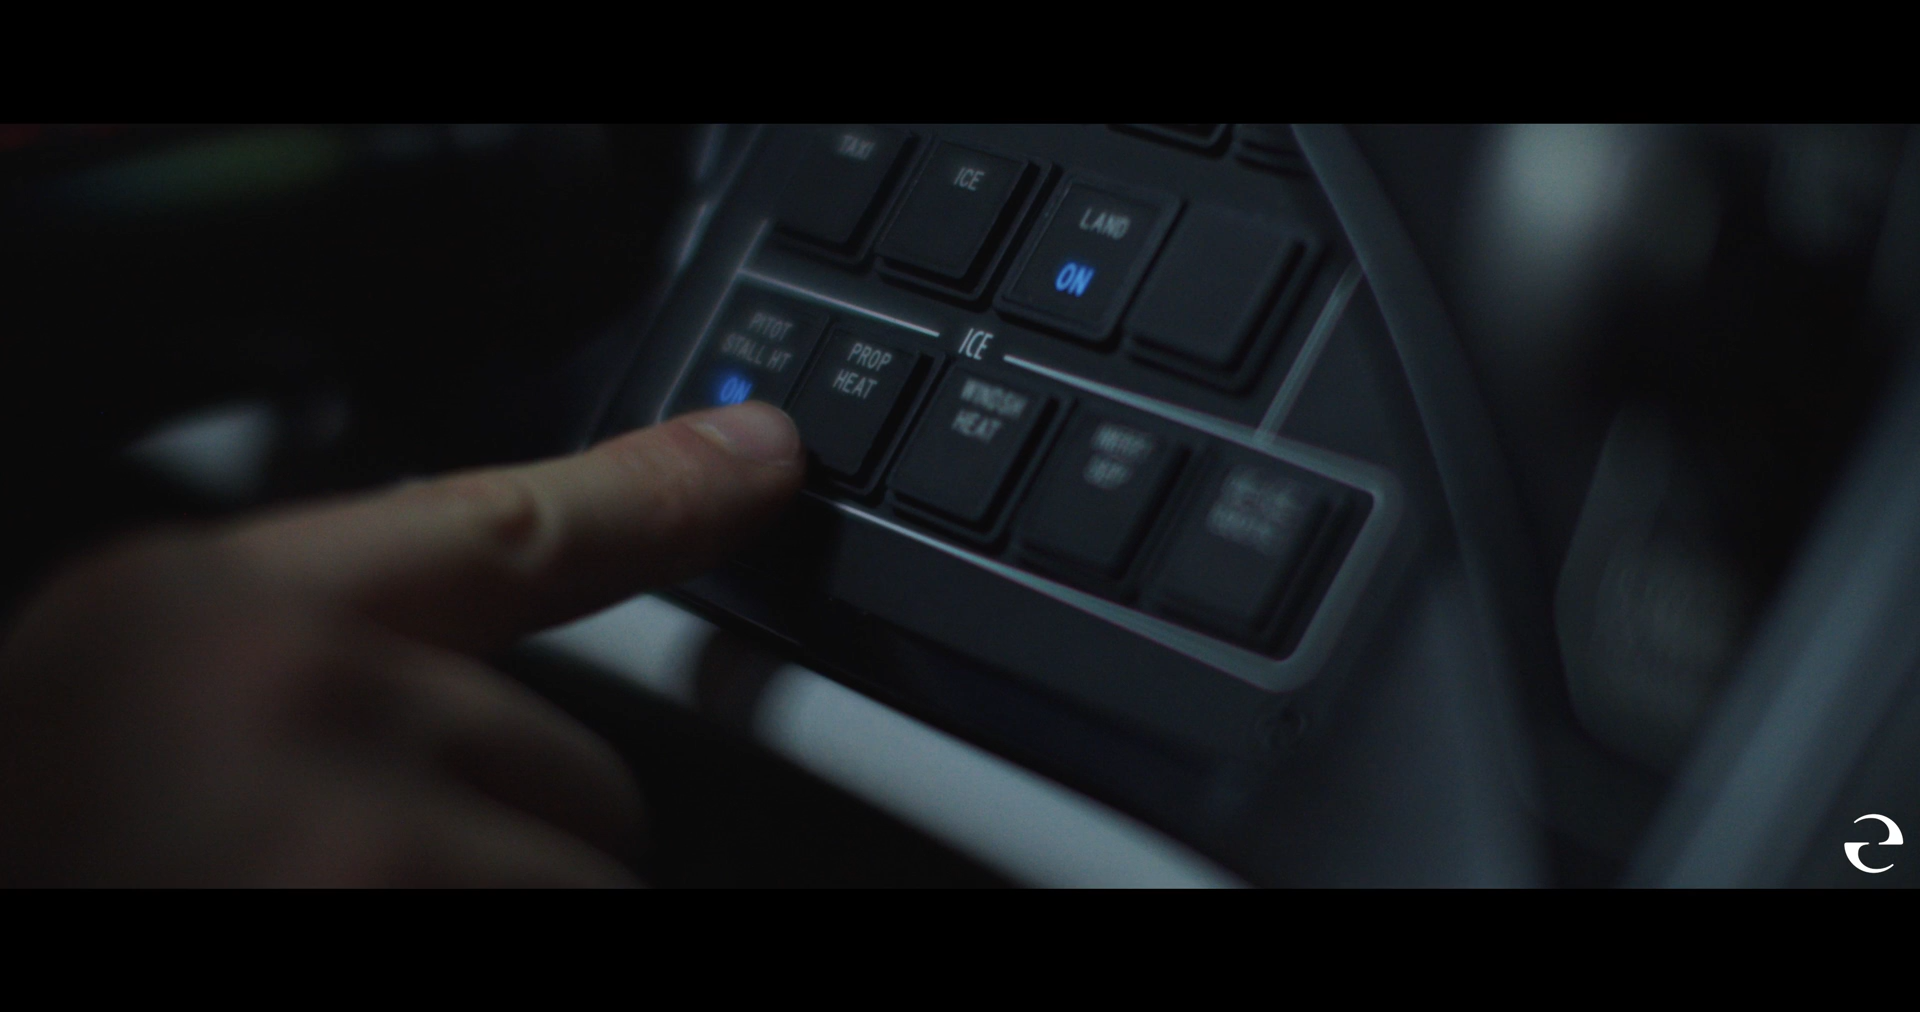 TAXI
ICE
LAND
ON
ICE
PITOT
STALL HT
ON
PROP
HEAT
WINDSH
HEAT